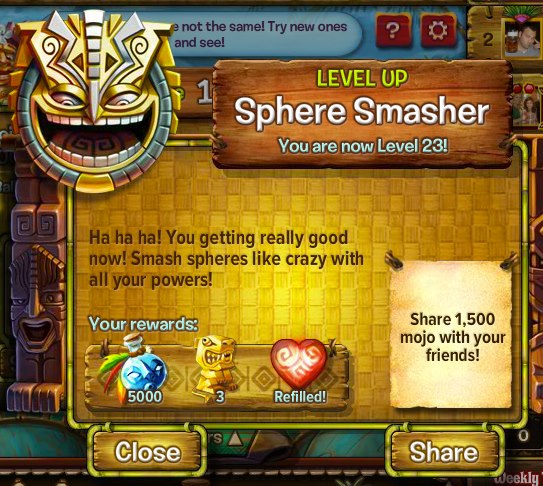 e not the same! Try new ones
and see!
?
2
1
LEVEL UP
Sphere Smasher
You are now Level 23!
Ha ha ha! You getting really good
now! Smash spheres like crazy with
all your powers!
Share 1,500
mojo with your
friends!
Your rewards:
5000
3
Refilled!
Close
rs
Share
0
Weekly